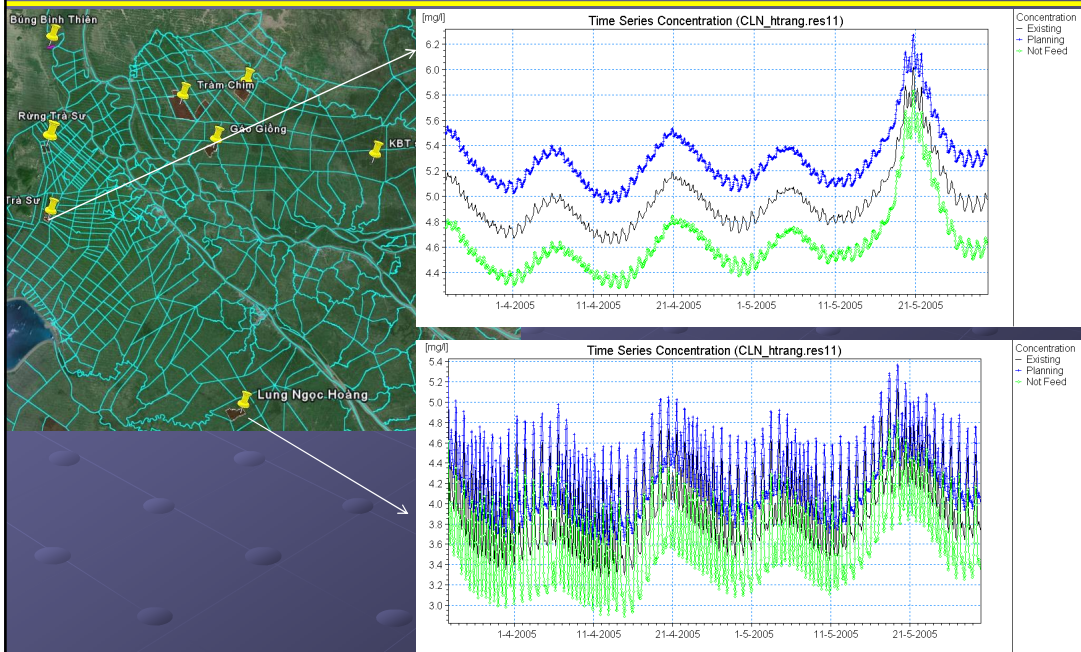 Bùng Bình Thiên
Tràm Chim
Rừng Trà Sư
Gáo Giồng
KBT
Trà Sư
Lung Ngọc Hoàng
[mg/l]
Time Series Concentration (CLN_htrang.res11)
6.2
6.0
5.8
5.6
5.4
5.2
5.0
4.8
4.6
4.4
1-4-2005 11-4-2005 21-4-2005 1-5-2005 11-5-2005 21-5-2005
Concentration
Existing
Planning
Not Feed
[mg/l]
Time Series Concentration (CLN_htrang.res11)
5.4
5.2
5.0
4.8
4.6
4.4
4.2
4.0
3.8
3.6
3.4
3.2
3.0
1-4-2005 11-4-2005 21-4-2005 1-5-2005 11-5-2005 21-5-2005
Concentration
Existing
Planning
Not Feed